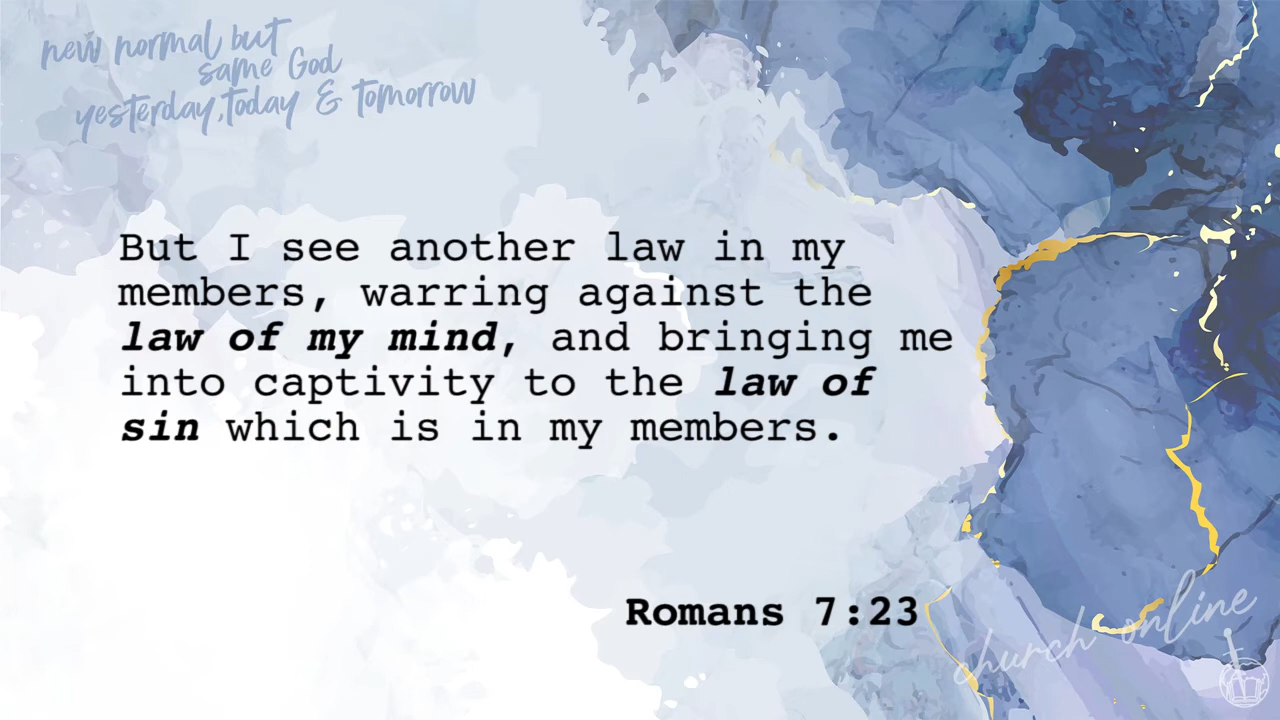 new normal but
same God
yesterday, today & tomorrow
But I see another law in my
members, warring against the
law of my mind, and bringing me
into captivity to the law of
sin which is in my members.
Romans 7:23
church online